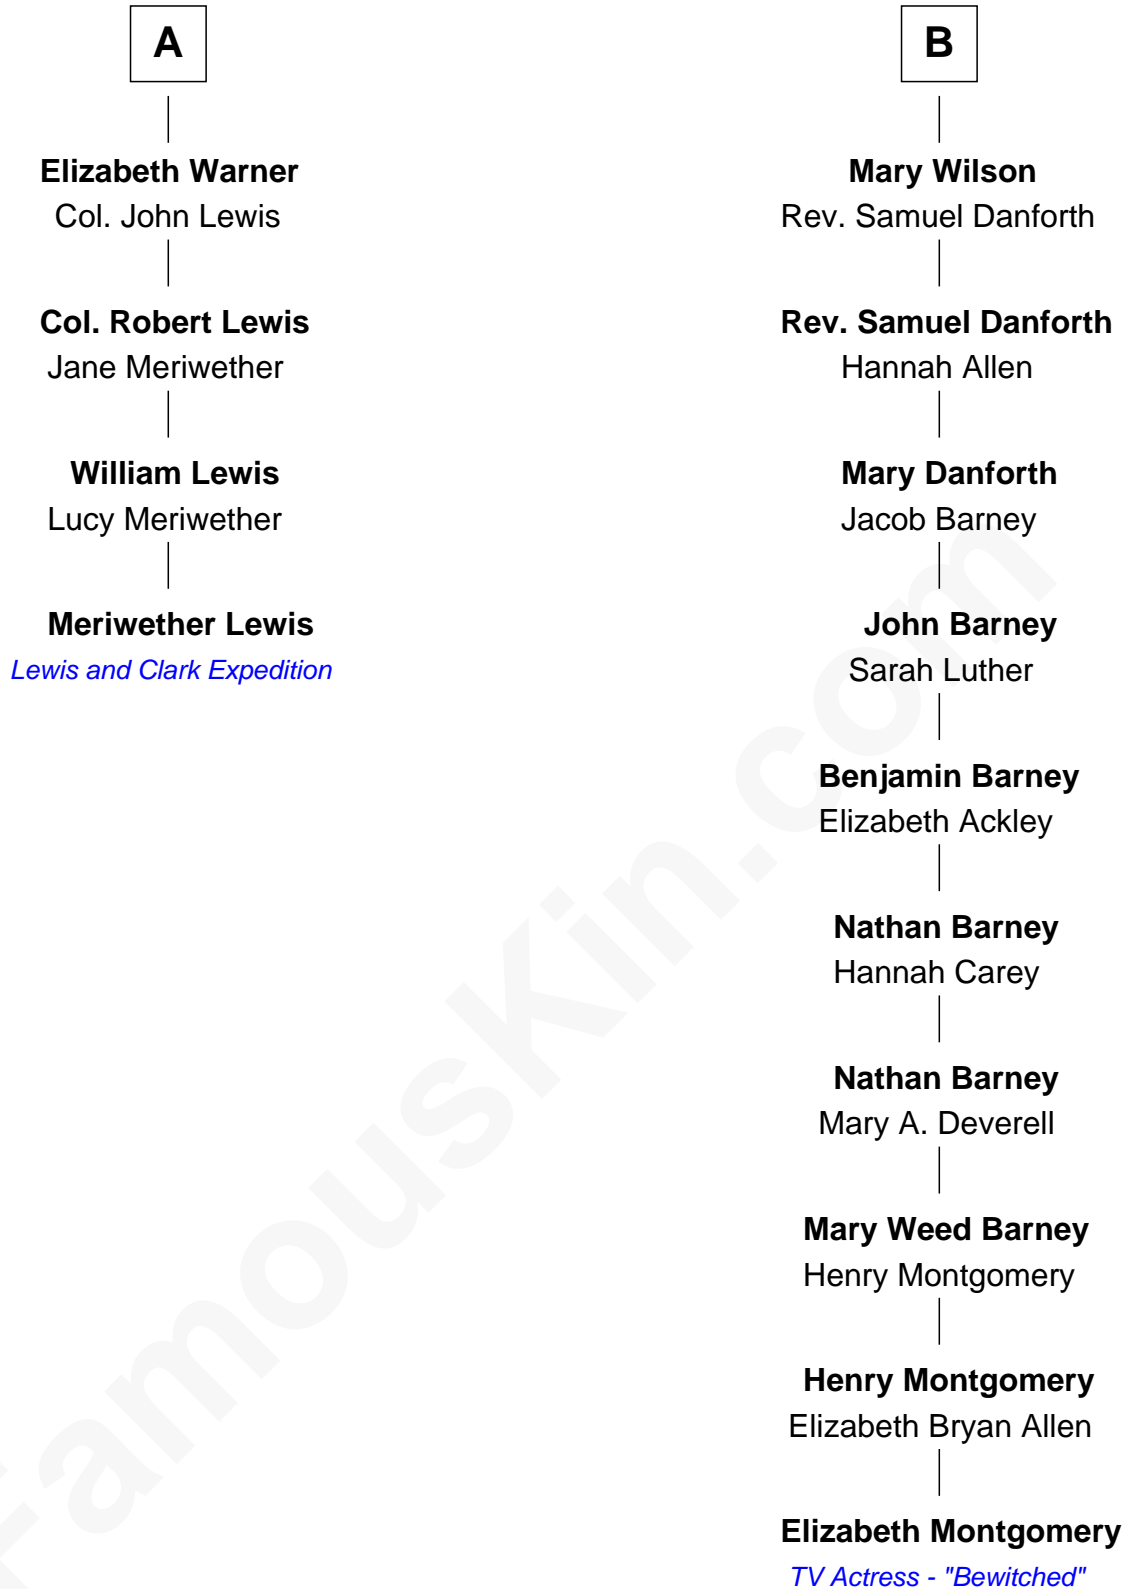 A
Elizabeth Warner
Col. John Lewis
Col. Robert Lewis
Jane Meriwether
William Lewis
Lucy Meriwether
Meriwether Lewis
Lewis and Clark Expedition
B
Mary Wilson
Rev. Samuel Danforth
Rev. Samuel Danforth
Hannah Allen
Mary Danforth
Jacob Barney
John Barney
Sarah Luther
Benjamin Barney
Elizabeth Ackley
Nathan Barney
Hannah Carey
Nathan Barney
Mary A. Deverell
Mary Weed Barney
Henry Montgomery
Henry Montgomery
Elizabeth Bryan Allen
Elizabeth Montgomery
TV Actress - "Bewitched"
FamousKin.com